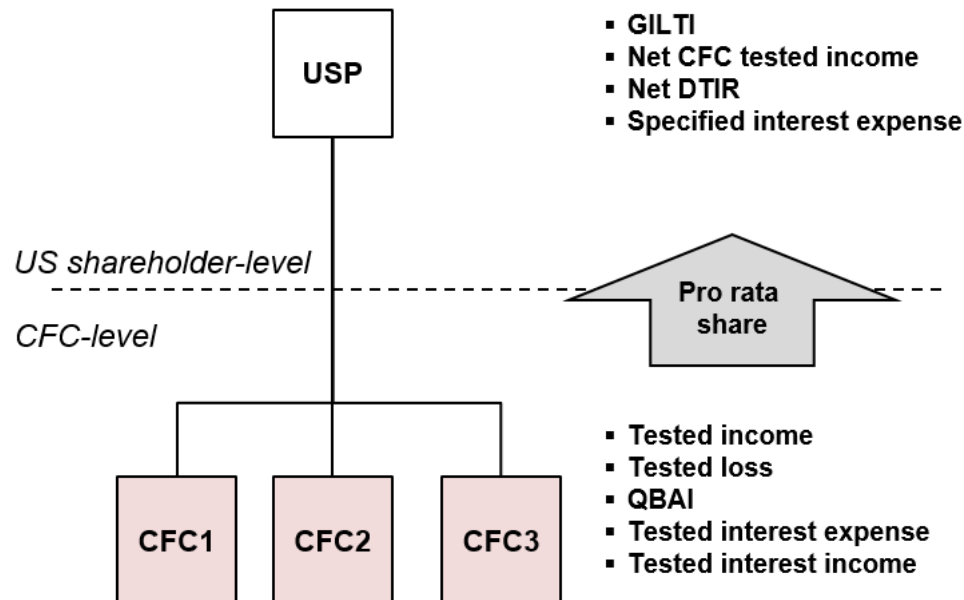 USP
▪ GILTI
▪ Net CFC tested income
▪ Net DTIR
▪ Specified interest expense
US shareholder-level
CFC-level
Pro rata
share
CFC1
CFC2
CFC3
▪ Tested income
▪ Tested loss
▪ QBAI
▪ Tested interest expense
▪ Tested interest income